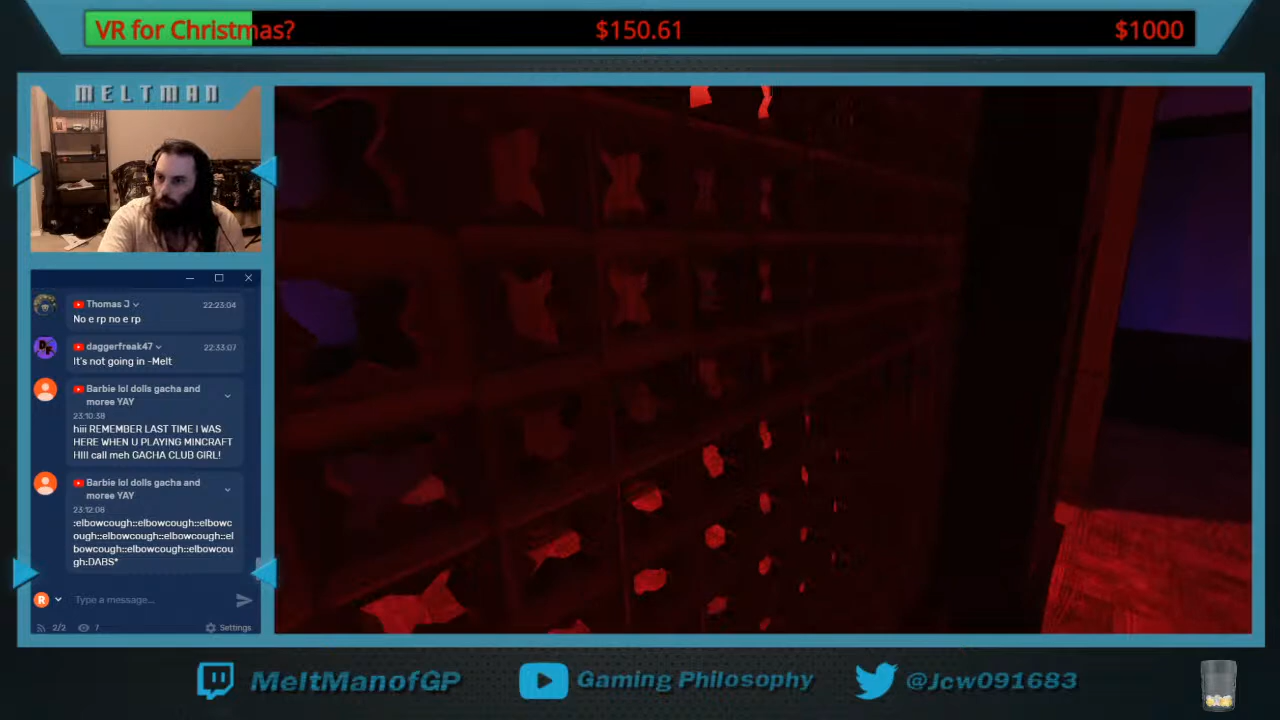 VR for Christmas? $150.61 $1000
MELTMAN
Thomas J 22:23:04
No e rp no e rp
daggerfreak47 22:33:07
It's not going in -Melt
Barbie lol dolls gacha and
moree YAY
23:10:38
hiii REMEMBER LAST TIME I WAS
HERE WHEN U PLAYING MINCRAFT
HIII call meh GACHA CLUB GIRL!
Barbie lol dolls gacha and
moree YAY
23:12:08
:elbowcough::elbowcough::elbowc
ough::elbowcough::elbowcough::el
bowcough::elbowcough::elbowcou
gh:DABS*
R Type a message...
2/2 7 Settings
MeltManofGP Gaming Philosophy @Jcw091683